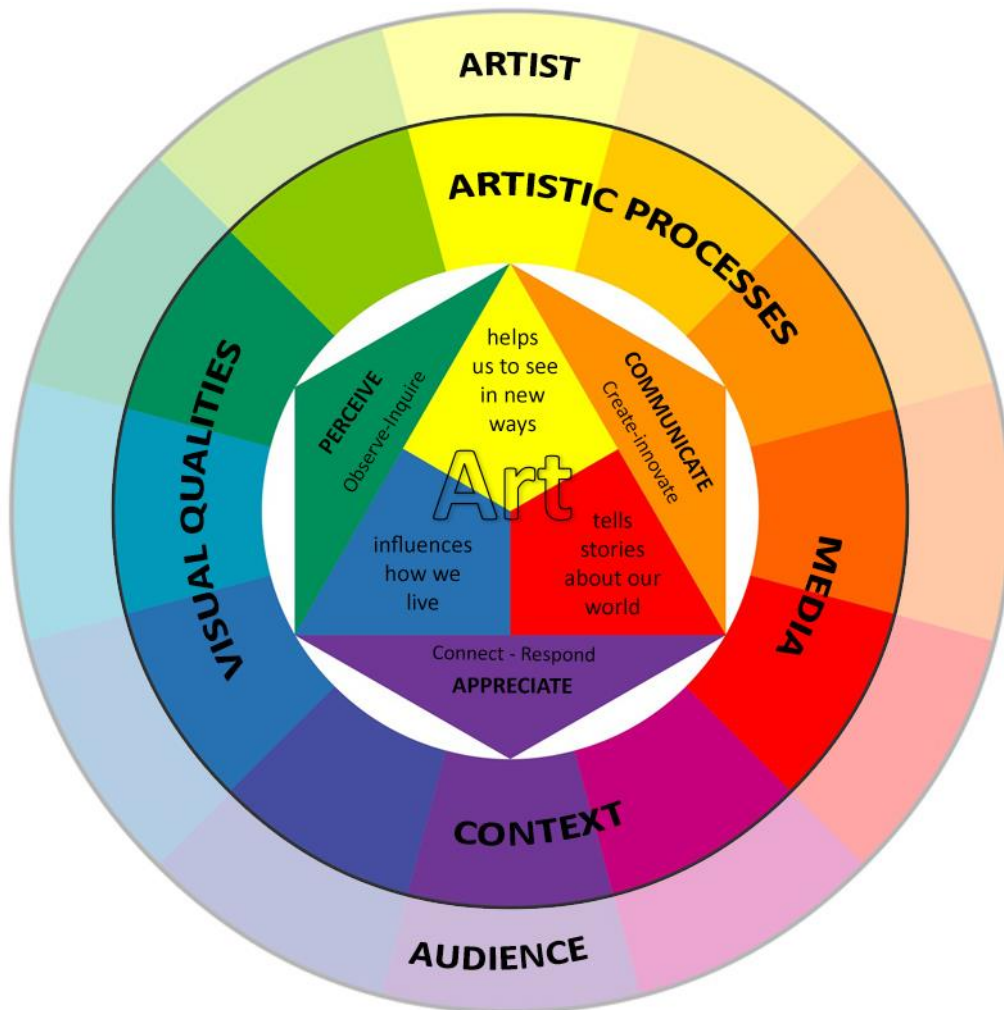 ARTIST
ARTISTIC PROCESSES
VISUAL QUALITIES
MEDIA
CONTEXT
AUDIENCE
PERCEIVE
Observe-Inquire
COMMUNICATE
Create-innovate
helps
us to see
in new
ways
Art
influences
how we
live
tells
stories
about our
world
Connect - Respond
APPRECIATE